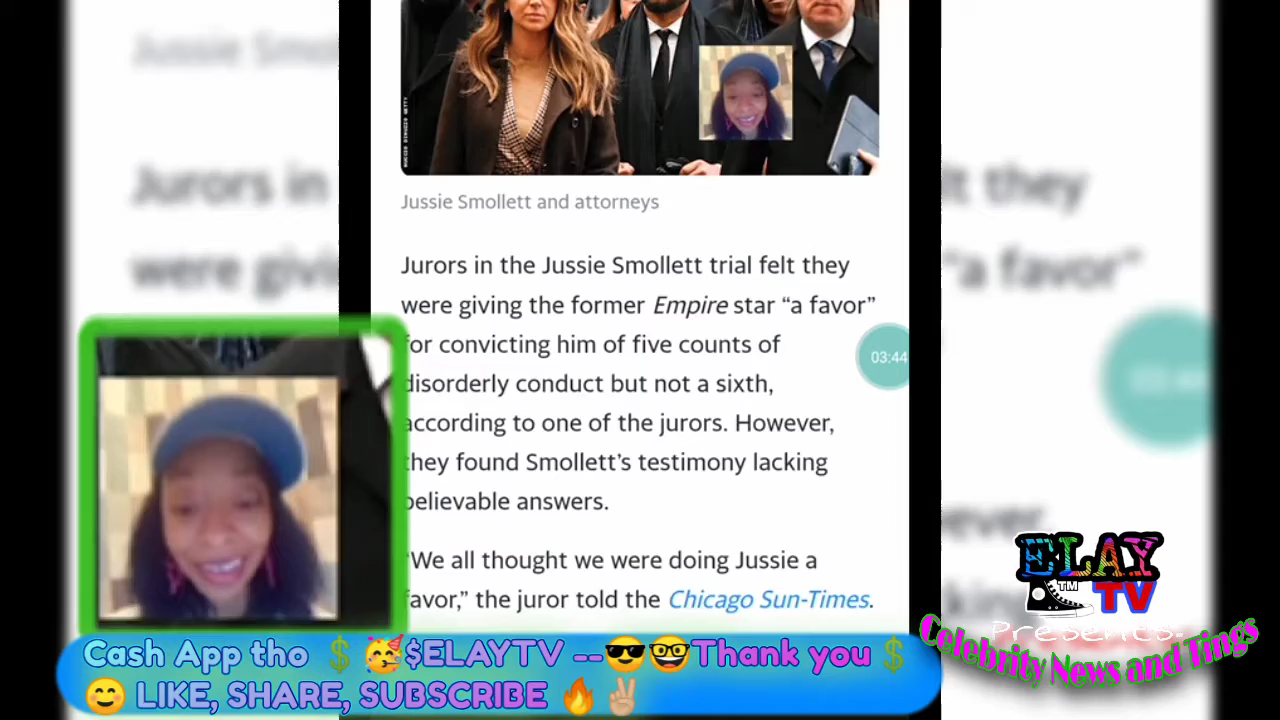 Jussie Smollett and attorneys
Jurors in the Jussie Smollett trial felt they
were giving the former Empire star “a favor”
for convicting him of five counts of
disorderly conduct but not a sixth,
according to one of the jurors. However,
they found Smollett’s testimony lacking
believable answers.
“We all thought we were doing Jussie a
favor,” the juror told the Chicago Sun-Times.
03:44
ELAY
TM
TV
Presents:
Celebrity News and Tings
Cash App tho 💲🥳$ELAYTV --😎🤓Thank you💲
😊 LIKE, SHARE, SUBSCRIBE 🔥✌🏽